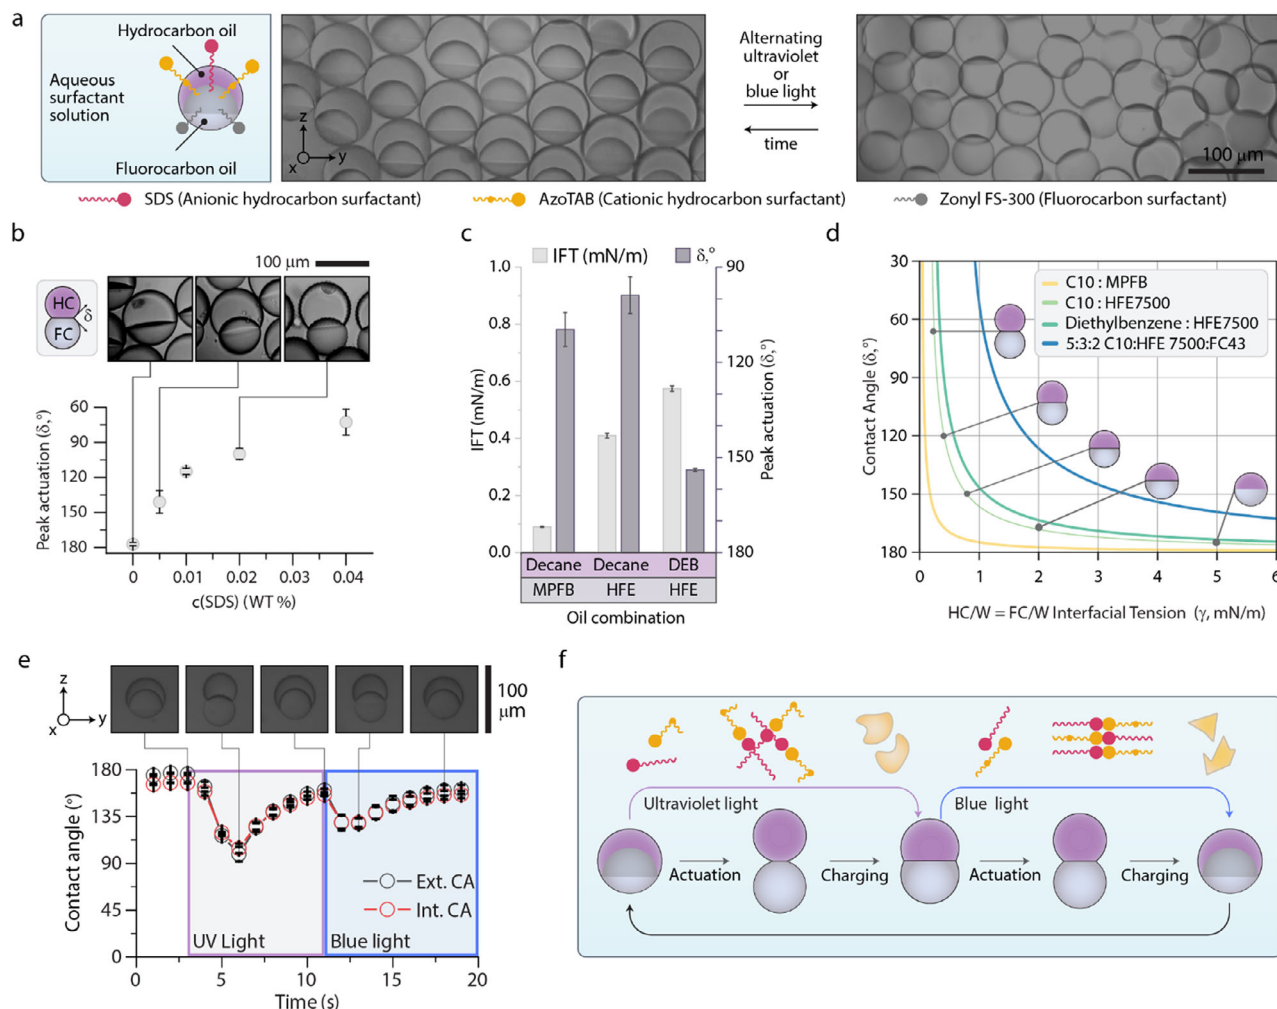 a
Hydrocarbon oil
Aqueous
surfactant
solution
Fluorocarbon oil
z
x
y
Alternating
ultraviolet
or
blue light
time
100 μm
SDS (Anionic hydrocarbon surfactant)
AzoTAB (Cationic hydrocarbon surfactant)
Zonyl FS-300 (Fluorocarbon surfactant)
b
100 μm
HC
FC
δ
Peak actuation (δ,°)
60
90
120
150
180
0
0.01
0.02
0.03
0.04
c(SDS) (WT %)
c
IFT (mN/m)
δ,°
IFT (mN/m)
1.0
0.8
0.6
0.4
0.2
0.0
90
120
150
180
Peak actuation (δ,°)
Decane
Decane
DEB
MPFB
HFE
HFE
Oil combination
d
Contact Angle (δ,°)
30
60
90
120
150
180
C10 : MPFB
C10 : HFE7500
Diethylbenzene : HFE7500
5:3:2 C10:HFE 7500:FC43
0
1
2
3
4
5
6
HC/W = FC/W Interfacial Tension (γ, mN/m)
e
z
x
y
100
μm
Contact angle (°)
180
135
90
45
0
Ext. CA
Int. CA
UV Light
Blue light
0
5
10
15
20
Time (s)
f
Ultraviolet light
Blue light
Actuation
Charging
Actuation
Charging